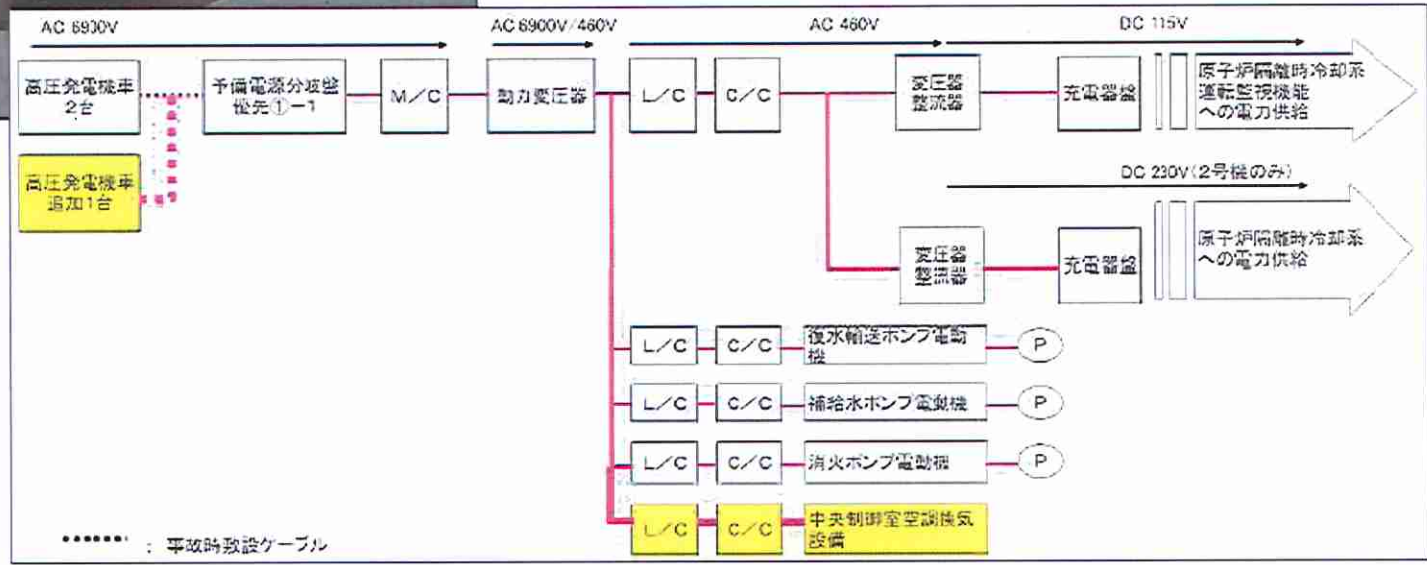 AC 6900V
AC 6900V/460V
AC 460V
DC 115V
高圧発電機車
2台
予備電源分岐盤
優先①-1
M/C
動力変圧器
L/C
C/C
変圧器
整流器
充電器盤
原子炉隔離時冷却系
運転監視機能
への電力供給
高圧発電機車
追加1台
DC 230V(2号機のみ)
変圧器
整流器
充電器盤
原子炉隔離時冷却系
への電力供給
L/C
C/C
復水輸送ポンプ電動
機
P
L/C
C/C
補給水ポンプ電動機
P
L/C
C/C
消火ポンプ電動機
P
L/C
C/C
中央制御室空調換気
設備
: 事故時敷設ケーブル